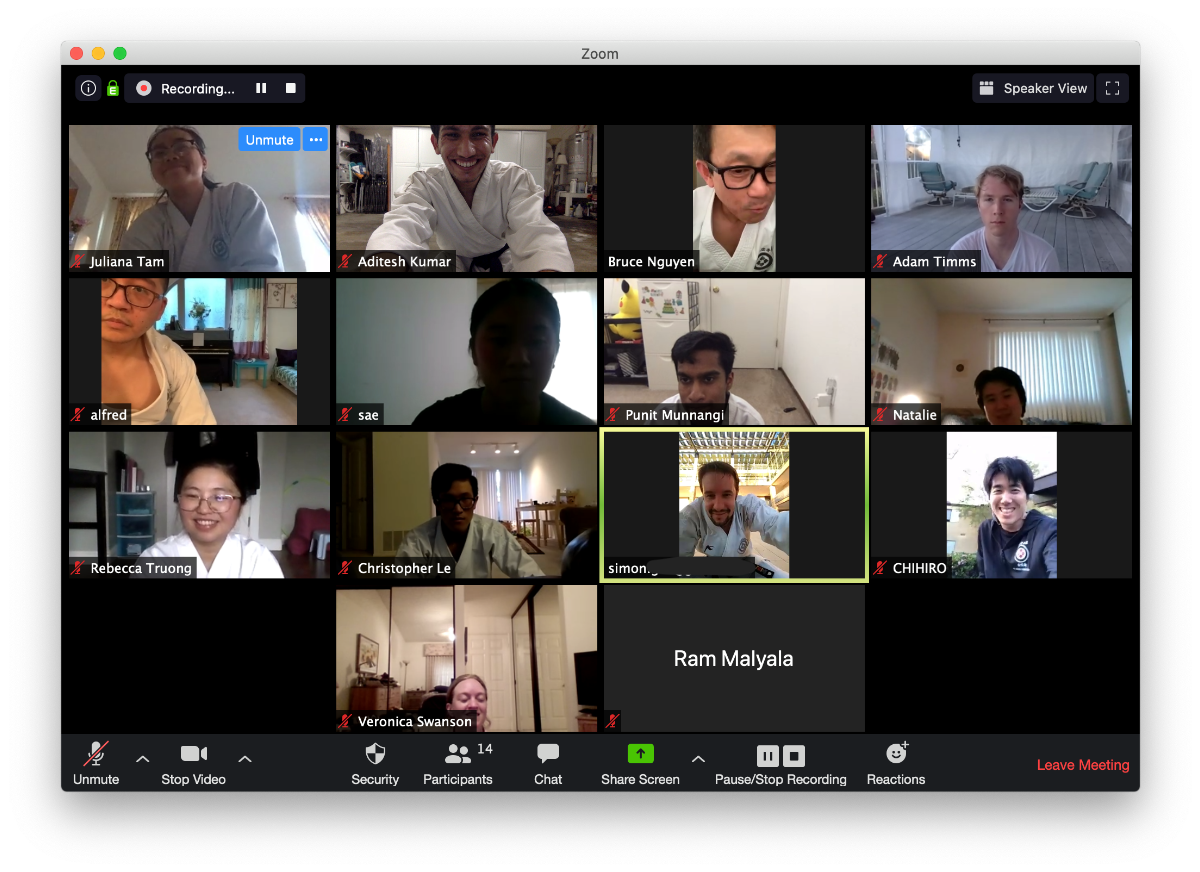 Zoom
Recording...
Speaker View
Unmute
Juliana Tam
Aditesh Kumar
Bruce Nguyen
Adam Timms
alfred
sae
Punit Munnangi
Natalie
Rebecca Truong
Christopher Le
CHIHIRO
Veronica Swanson
Ram Malyala
Unmute
Stop Video
Security
Participants
14
Chat
Share Screen
Pause/Stop Recording
Reactions
Leave Meeting